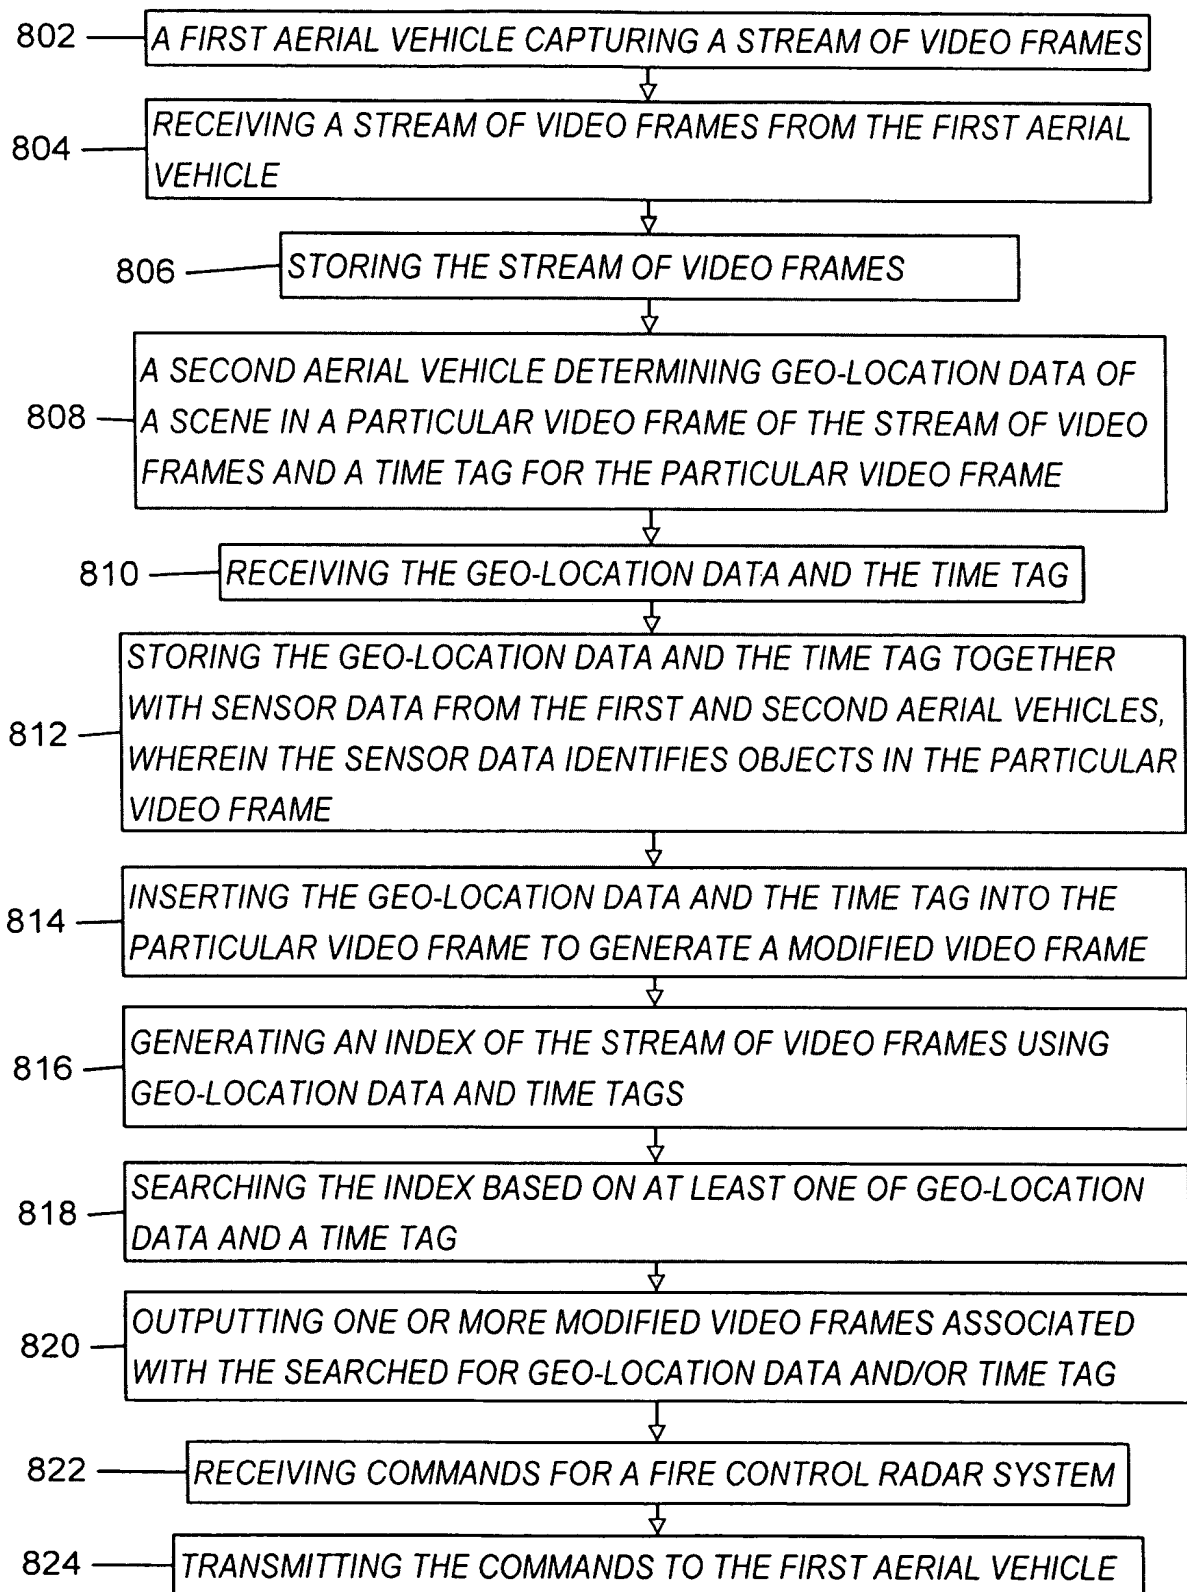 802
A FIRST AERIAL VEHICLE CAPTURING A STREAM OF VIDEO FRAMES
804
RECEIVING A STREAM OF VIDEO FRAMES FROM THE FIRST AERIAL
VEHICLE
806
STORING THE STREAM OF VIDEO FRAMES
808
A SECOND AERIAL VEHICLE DETERMINING GEO-LOCATION DATA OF
A SCENE IN A PARTICULAR VIDEO FRAME OF THE STREAM OF VIDEO
FRAMES AND A TIME TAG FOR THE PARTICULAR VIDEO FRAME
810
RECEIVING THE GEO-LOCATION DATA AND THE TIME TAG
812
STORING THE GEO-LOCATION DATA AND THE TIME TAG TOGETHER
WITH SENSOR DATA FROM THE FIRST AND SECOND AERIAL VEHICLES,
WHEREIN THE SENSOR DATA IDENTIFIES OBJECTS IN THE PARTICULAR
VIDEO FRAME
814
INSERTING THE GEO-LOCATION DATA AND THE TIME TAG INTO THE
PARTICULAR VIDEO FRAME TO GENERATE A MODIFIED VIDEO FRAME
816
GENERATING AN INDEX OF THE STREAM OF VIDEO FRAMES USING
GEO-LOCATION DATA AND TIME TAGS
818
SEARCHING THE INDEX BASED ON AT LEAST ONE OF GEO-LOCATION
DATA AND A TIME TAG
820
OUTPUTTING ONE OR MORE MODIFIED VIDEO FRAMES ASSOCIATED
WITH THE SEARCHED FOR GEO-LOCATION DATA AND/OR TIME TAG
822
RECEIVING COMMANDS FOR A FIRE CONTROL RADAR SYSTEM
824
TRANSMITTING THE COMMANDS TO THE FIRST AERIAL VEHICLE